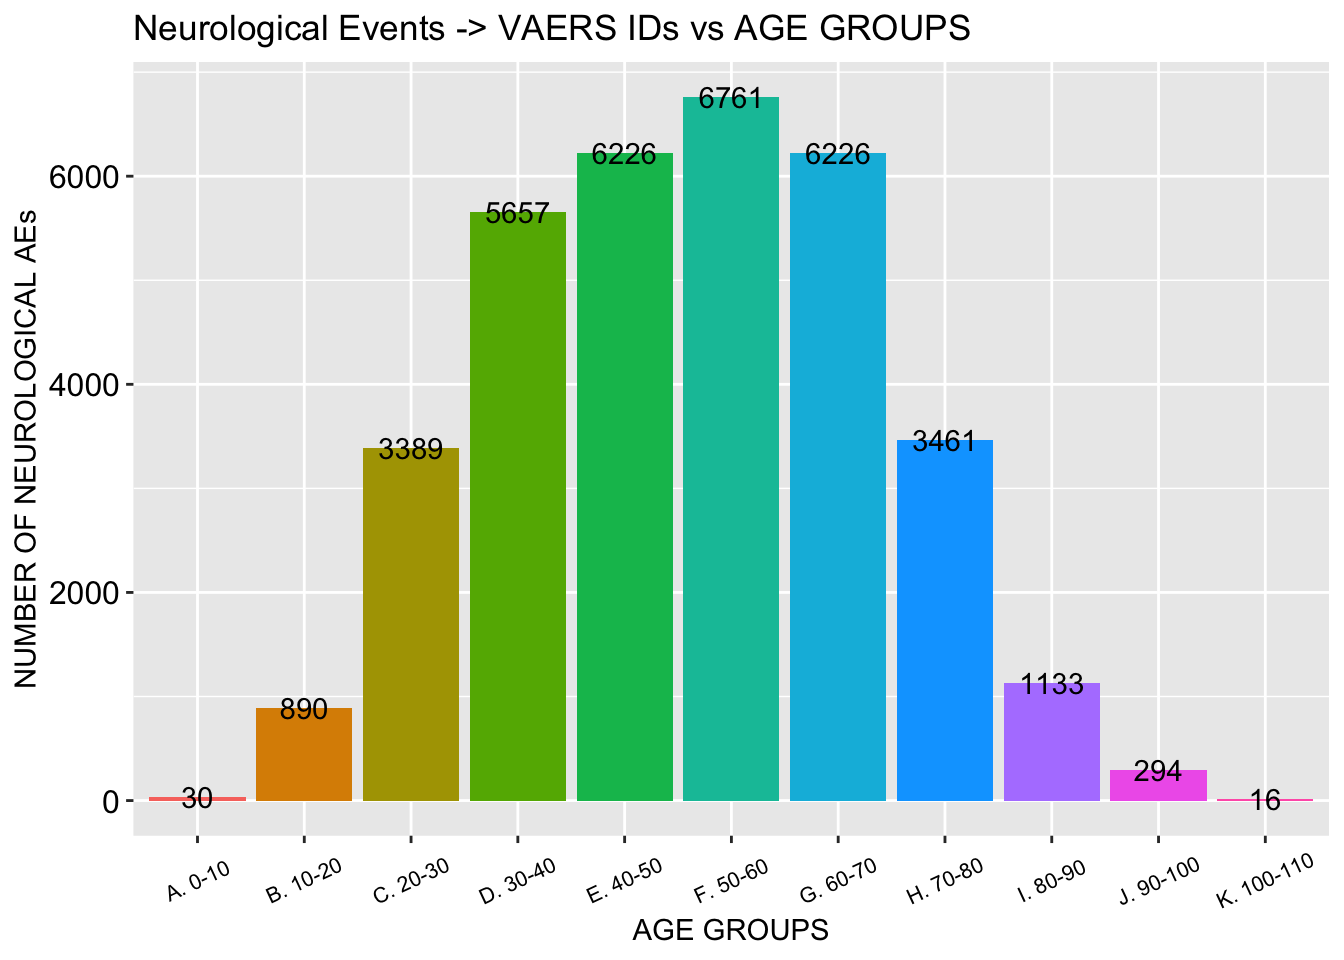 Neurological Events -> VAERS IDs vs AGE GROUPS
NUMBER OF NEUROLOGICAL AEs
6000
4000
2000
0
30
890
3389
5657
6226
6761
6226
3461
1133
294
16
A. 0-10
B. 10-20
C. 20-30
D. 30-40
E. 40-50
F. 50-60
G. 60-70
H. 70-80
I. 80-90
J. 90-100
K. 100-110
AGE GROUPS